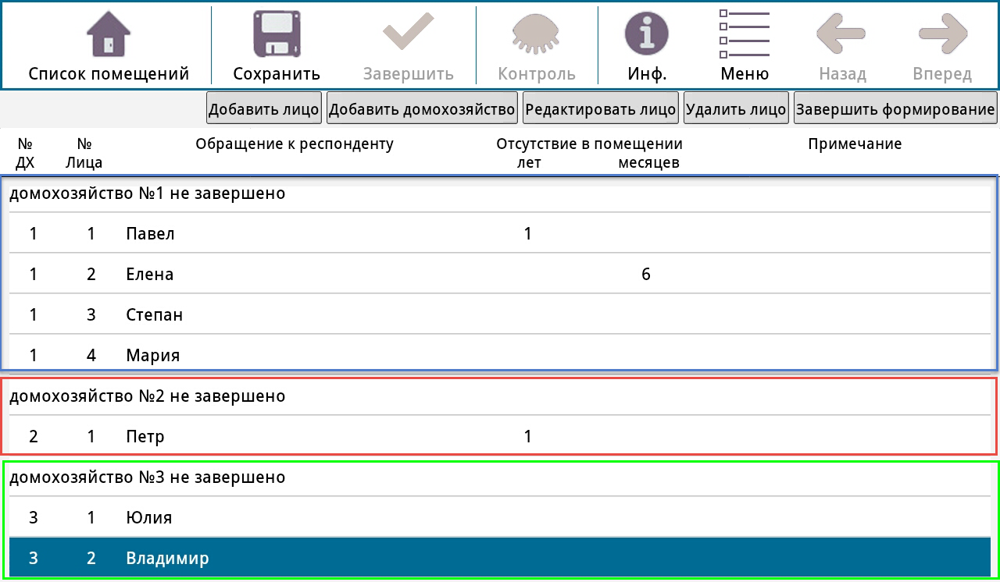 Список помещений Сохранить Завершить Контроль Инф. Меню Назад Вперед
Добавить лицо Добавить домохозяйство Редактировать лицо Удалить лицо Завершить формирование
№ № Обращение к респонденту Отсутствие в помещении Примечание
ДХ Лица лет месяцев
домохозяйство №1 не завершено
1 1 Павел 1
1 2 Елена 6
1 3 Степан
1 4 Мария
домохозяйство №2 не завершено
2 1 Петр 1
домохозяйство №3 не завершено
3 1 Юлия
3 2 Владимир